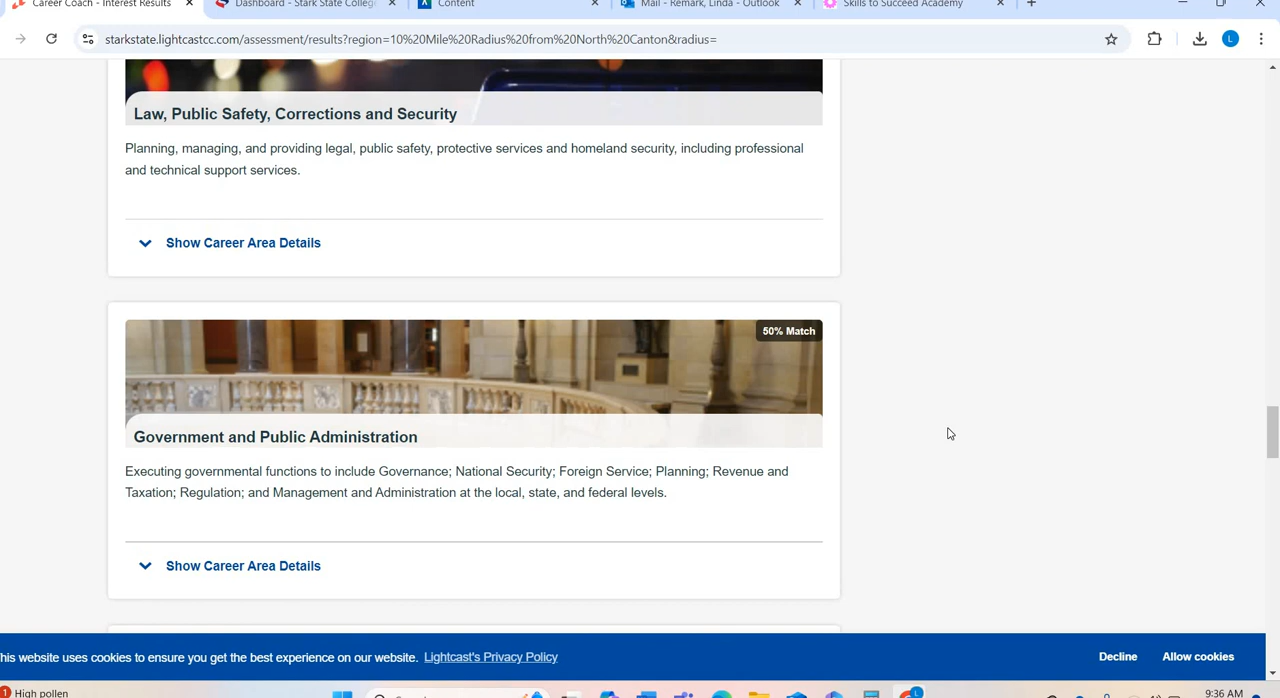 Career Coach - Interest Results
Dashboard - Stark State College
Content
Mail - Remark, Linda - Outlook
Skills to Succeed Academy
starkstate.lightcastcc.com/assessment/results?region=10%20Mile%20Radius%20from%20North%20Canton&radius=
L
Law, Public Safety, Corrections and Security
Planning, managing, and providing legal, public safety, protective services and homeland security, including professional
and technical support services.
Show Career Area Details
50% Match
Government and Public Administration
Executing governmental functions to include Governance; National Security; Foreign Service; Planning; Revenue and
Taxation; Regulation; and Management and Administration at the local, state, and federal levels.
Show Career Area Details
his website uses cookies to ensure you get the best experience on our website. Lightcast's Privacy Policy
Decline
Allow cookies
1 High pollen
L
9:36 AM